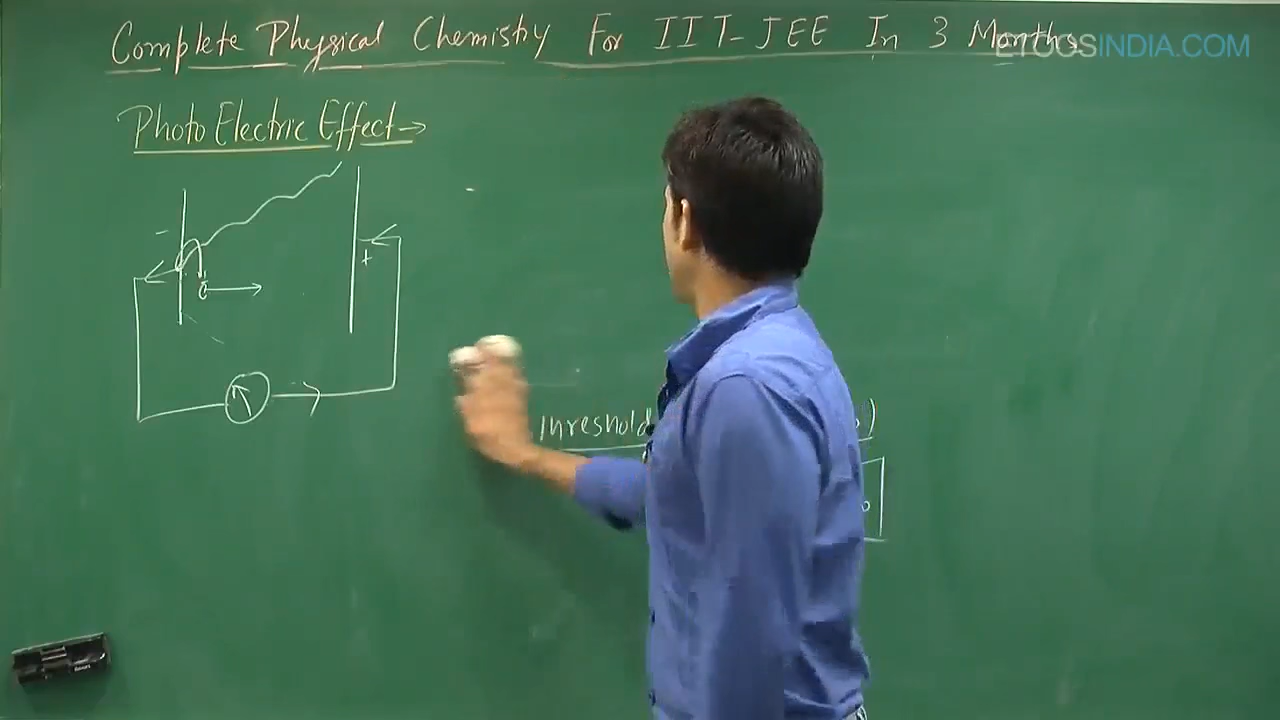 Complete Physical Chemistry For IIT-JEE In 3 Months
ETOOSINDIA.COM
Photo Electric Effect→
-
+
Threshold